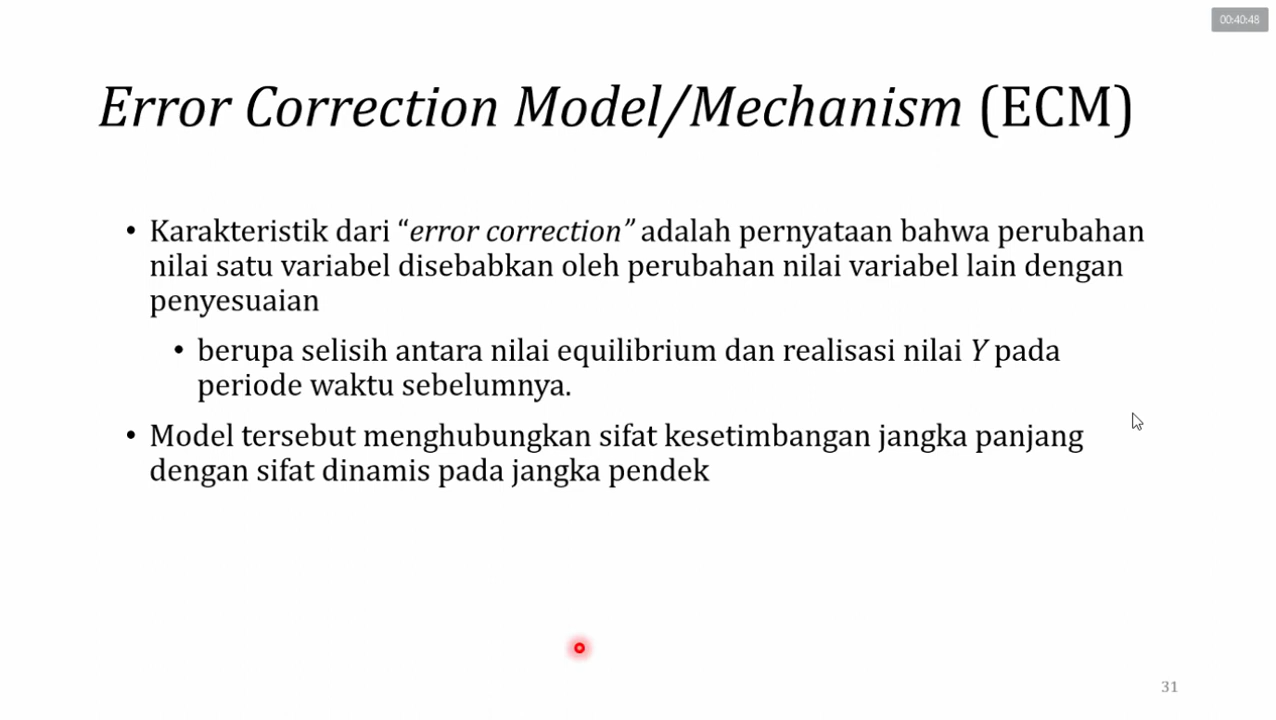 00:40:48
Error Correction Model/Mechanism (ECM)
• Karakteristik dari “error correction” adalah pernyataan bahwa perubahan
nilai satu variabel disebabkan oleh perubahan nilai variabel lain dengan
penyesuaian
• berupa selisih antara nilai equilibrium dan realisasi nilai Y pada
periode waktu sebelumnya.
• Model tersebut menghubungkan sifat kesetimbangan jangka panjang
dengan sifat dinamis pada jangka pendek
31